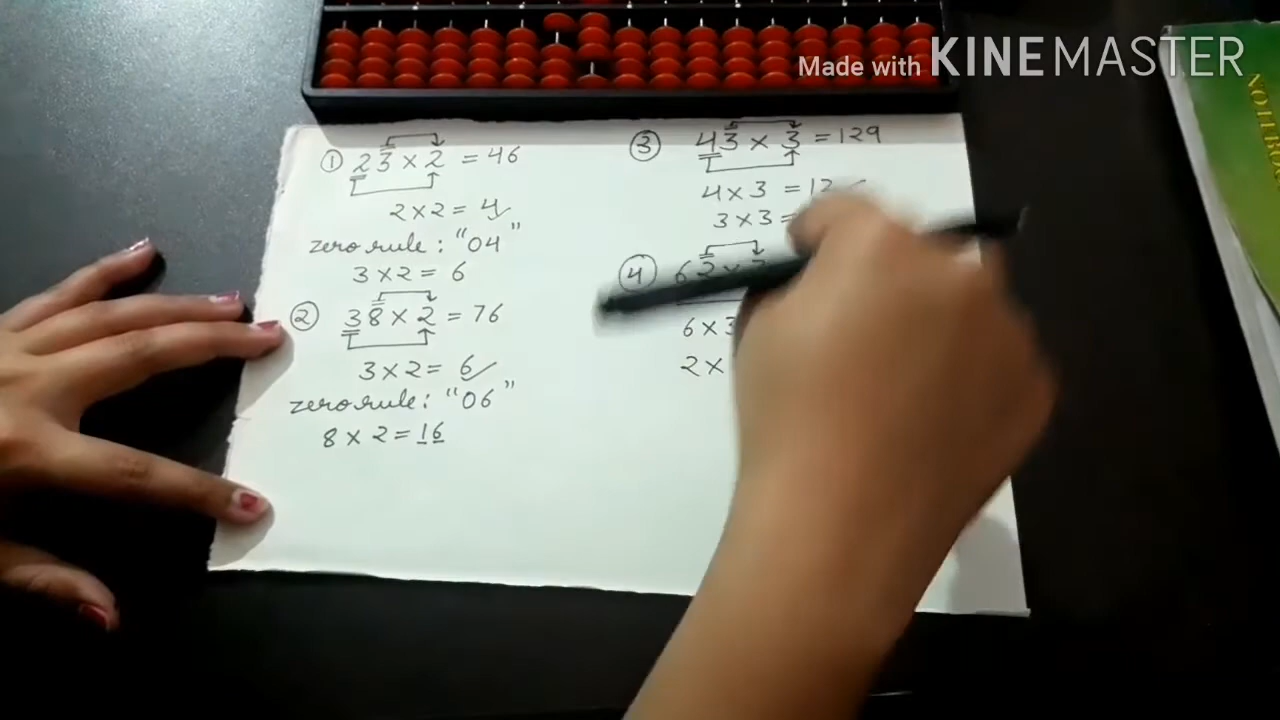 Made with KINEMASTER
NOTEBOOK
① 23 × 2 = 46
2 × 2 = 4 ✓
zero rule : "04"
3 × 2 = 6
② 38 × 2 = 76
3 × 2 = 6 ✓
zero rule : "06"
8 × 2 = 16
③ 43 × 3 = 129
4 × 3 = 12
3 × 3 =
④ 62 ×
6 × 3
2 ×